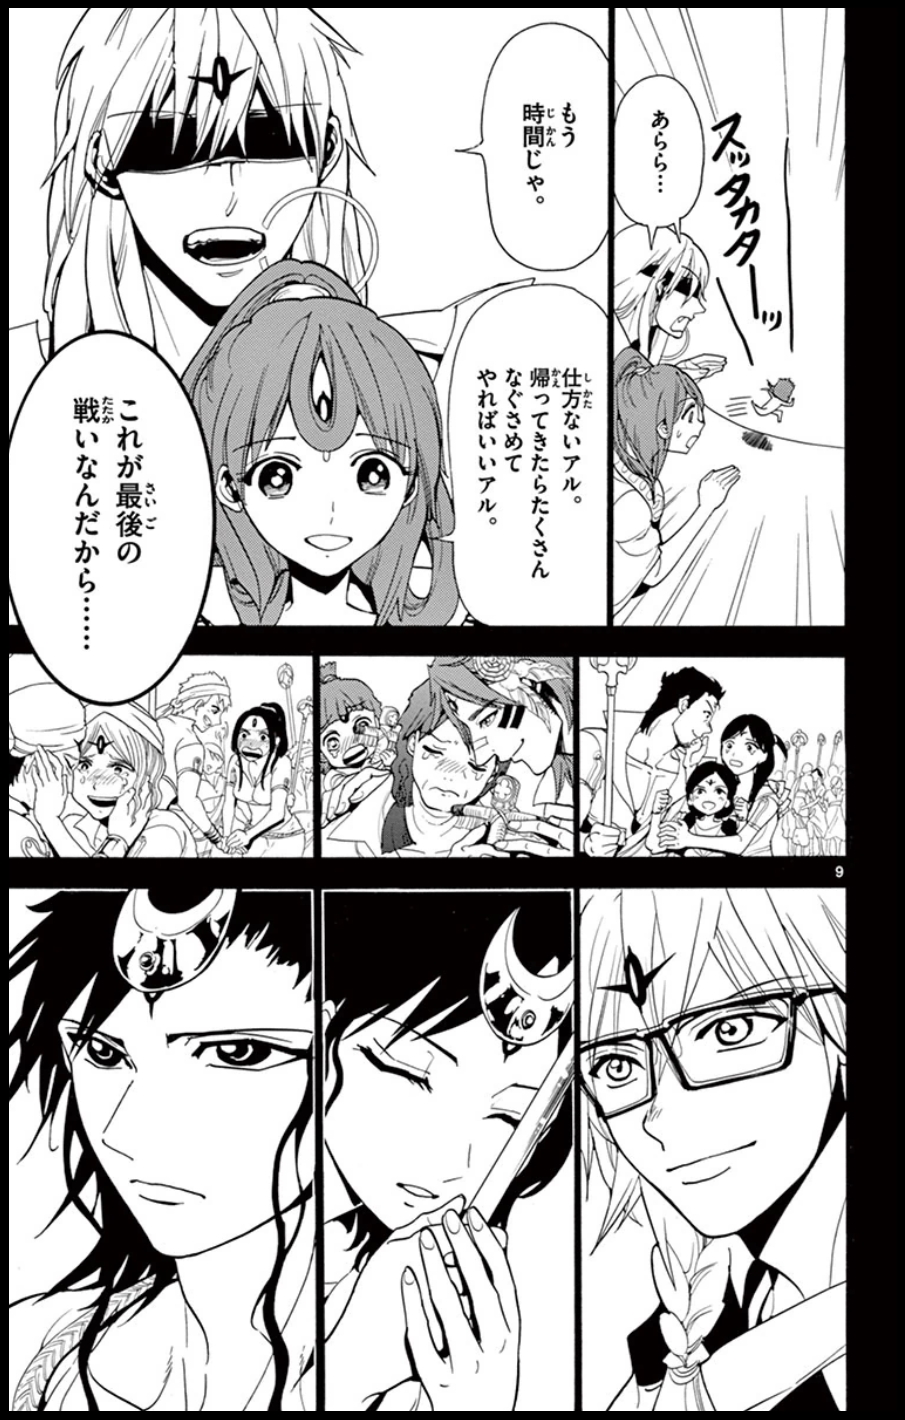 スッタカターッ
あらら…
もう
時間じゃ。
仕方ないアル。
帰ってきたらたくさん
なぐさめて
やればいいアル。
これが最後の
戦いなんだから……
9